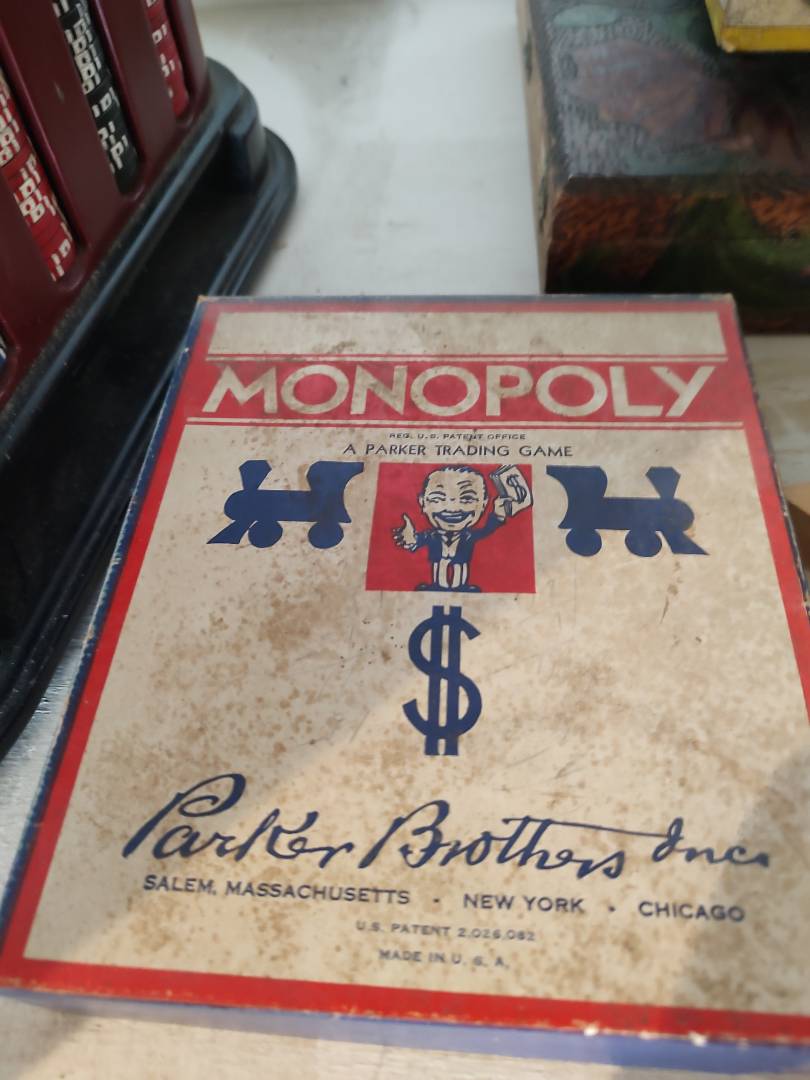 MONOPOLY
REG. U.S. PATENT OFFICE
A PARKER TRADING GAME
$
$
Parker Brothers Inc.
SALEM, MASSACHUSETTS • NEW YORK • CHICAGO
U.S. PATENT 2,026,082
MADE IN U. S. A.